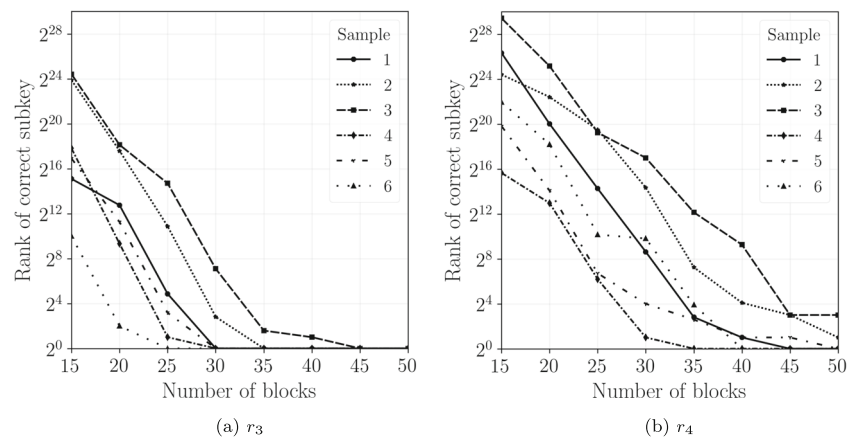 Rank of correct subkey
2^28
2^24
2^20
2^16
2^12
2^8
2^4
2^0
15 20 25 30 35 40 45 50
Number of blocks
Sample
1
2
3
4
5
6
(a) r_3
Rank of correct subkey
2^28
2^24
2^20
2^16
2^12
2^8
2^4
2^0
15 20 25 30 35 40 45 50
Number of blocks
Sample
1
2
3
4
5
6
(b) r_4